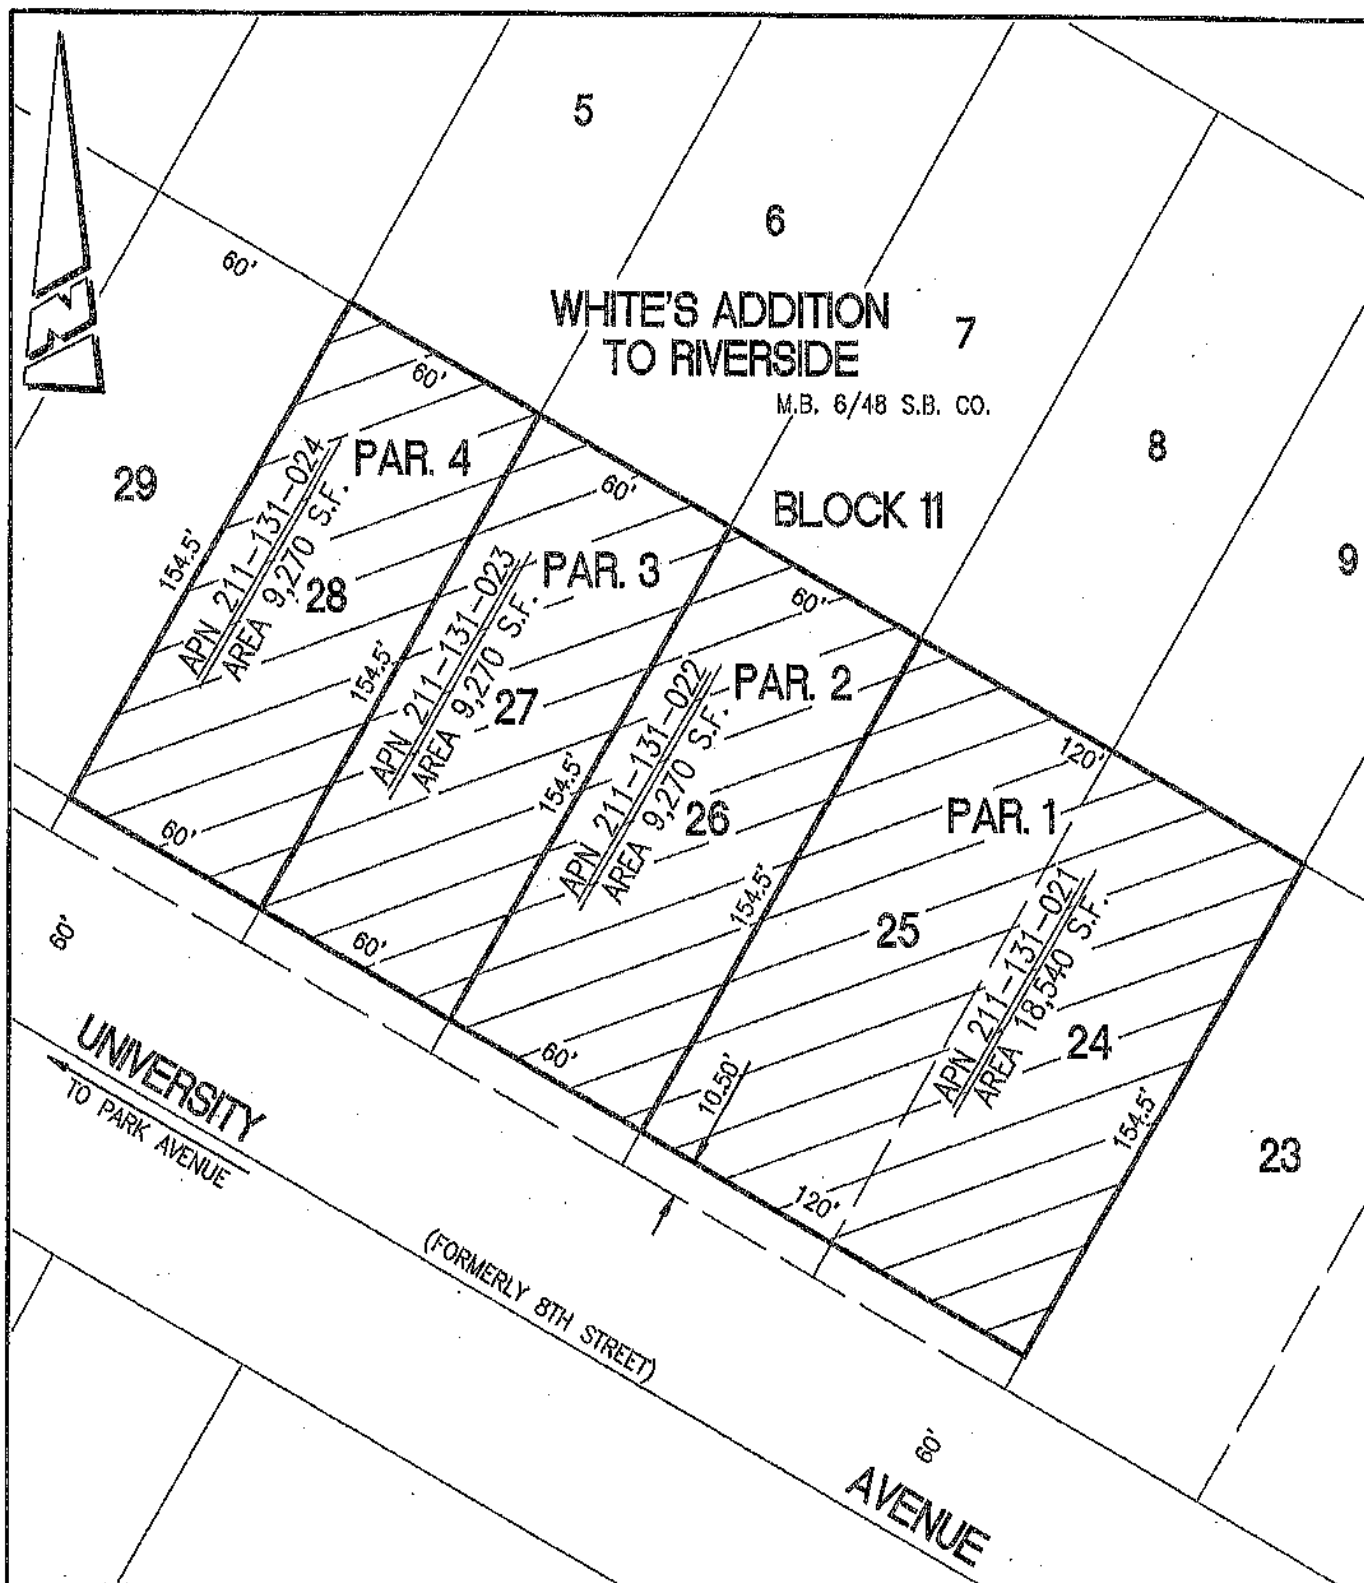 N
5
6
7
8
9
60'
WHITE'S ADDITION
TO RIVERSIDE
M.B. 6/48 S.B. CO.
BLOCK 11
60'
60'
60'
120'
29
PAR. 4
154.5'
APN 211-131-024
AREA 9,270 S.F.
28
PAR. 3
154.5'
APN 211-131-023
AREA 9,270 S.F.
27
PAR. 2
154.5'
APN 211-131-022
AREA 9,270 S.F.
26
PAR. 1
154.5'
25
APN 211-131-021
AREA 18,540 S.F.
24
154.5'
23
60'
60'
60'
10.50'
120'
60'
UNIVERSITY
TO PARK AVENUE
(FORMERLY 8TH STREET)
60'
AVENUE